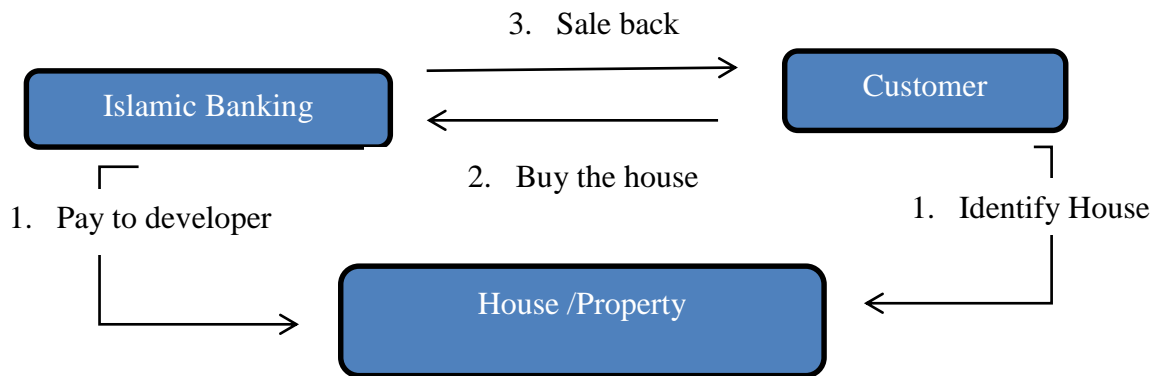 3. Sale back
Islamic Banking
Customer
2. Buy the house
1. Pay to developer
1. Identify House
House /Property